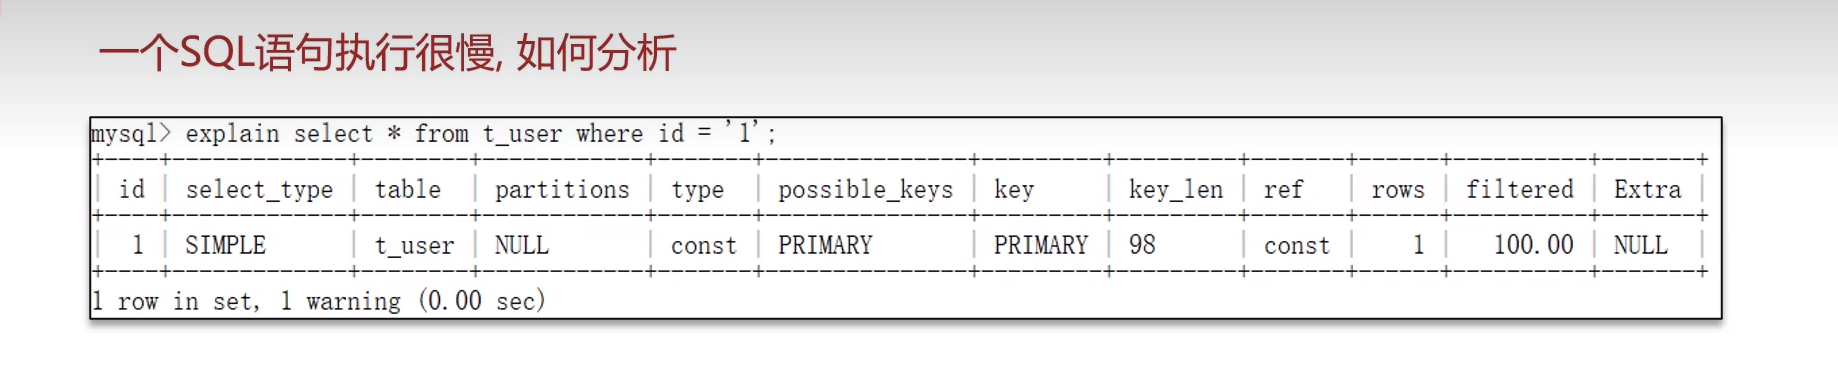 一个SQL语句执行很慢, 如何分析
mysql> explain select * from t_user where id = '1';
+----+-------------+--------+------------+-------+---------------+---------+---------+-------+------+----------+-------+
| id | select_type | table | partitions | type | possible_keys | key | key_len | ref | rows | filtered | Extra |
+----+-------------+--------+------------+-------+---------------+---------+---------+-------+------+----------+-------+
| 1 | SIMPLE | t_user | NULL | const | PRIMARY | PRIMARY | 98 | const | 1 | 100.00 | NULL |
+----+-------------+--------+------------+-------+---------------+---------+---------+-------+------+----------+-------+
1 row in set, 1 warning (0.00 sec)